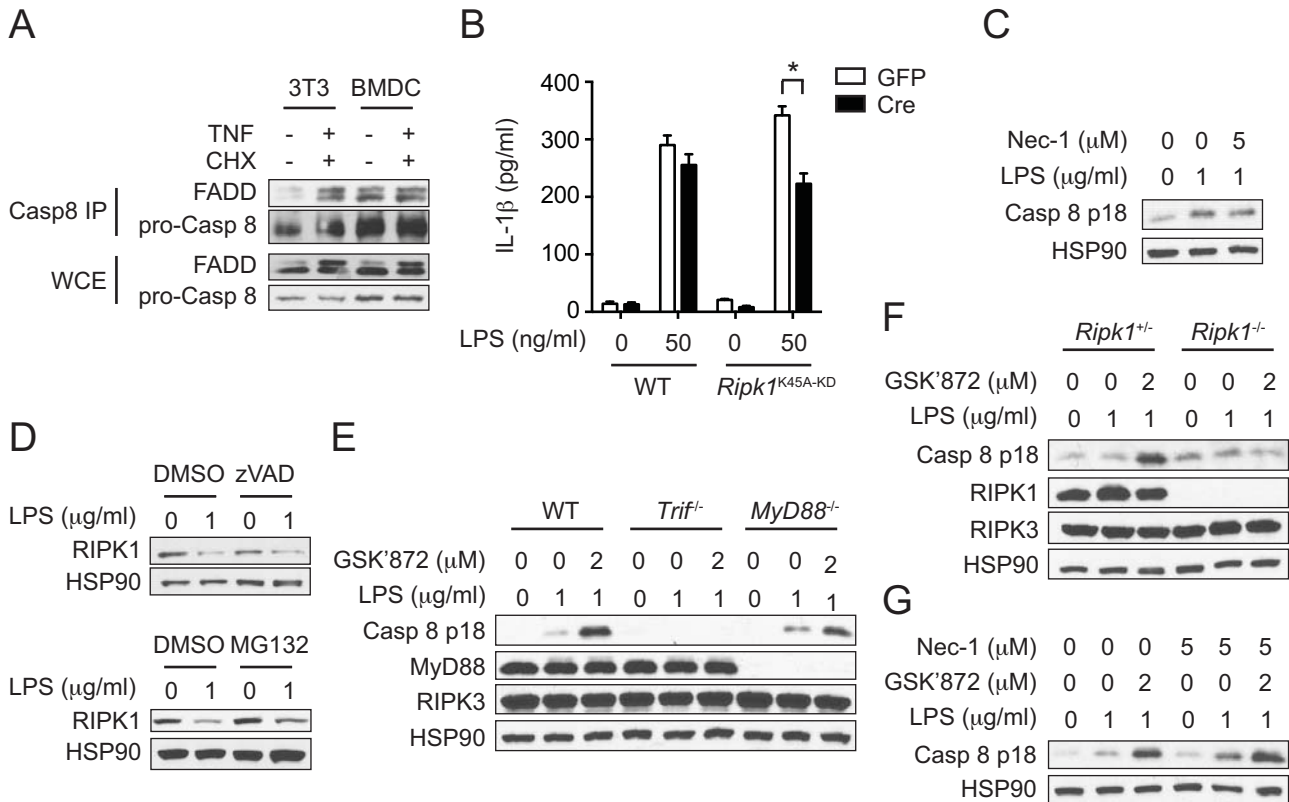 A
3T3 BMDC
TNF - + - +
CHX - + - +
Casp8 IP
FADD
pro-Casp 8
WCE
FADD
pro-Casp 8
B
GFP
Cre
*
IL-1β (pg/ml)
400
300
200
100
0
LPS (ng/ml) 0 50 0 50
WT Ripk1K45A-KD
C
Nec-1 (μM) 0 0 5
LPS (μg/ml) 0 1 1
Casp 8 p18
HSP90
D
DMSO zVAD
LPS (μg/ml) 0 1 0 1
RIPK1
HSP90
DMSO MG132
LPS (μg/ml) 0 1 0 1
RIPK1
HSP90
E
WT Trif-/- MyD88-/-
GSK'872 (μM) 0 0 2 0 0 2 0 0 2
LPS (μg/ml) 0 1 1 0 1 1 0 1 1
Casp 8 p18
MyD88
RIPK3
HSP90
F
Ripk1+/- Ripk1-/-
GSK'872 (μM) 0 0 2 0 0 2
LPS (μg/ml) 0 1 1 0 1 1
Casp 8 p18
RIPK1
RIPK3
HSP90
G
Nec-1 (μM) 0 0 0 5 5 5
GSK'872 (μM) 0 0 2 0 0 2
LPS (μg/ml) 0 1 1 0 1 1
Casp 8 p18
HSP90